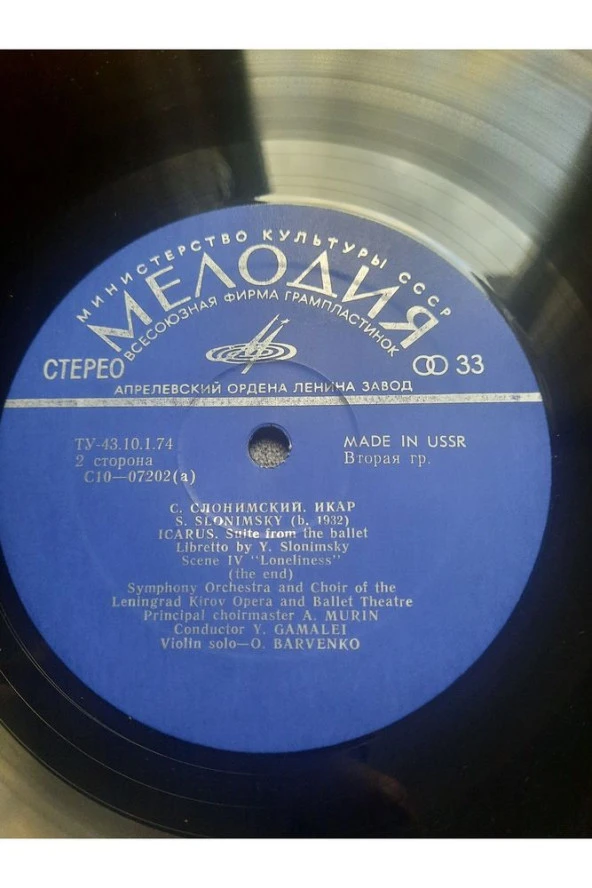 МИНИСТЕРСТВО КУЛЬТУРЫ СССР
МЕЛОДИЯ
ВСЕСОЮЗНАЯ ФИРМА ГРАМПЛАСТИНОК
СТЕРЕО
33
АПРЕЛЕВСКИЙ ОРДЕНА ЛЕНИНА ЗАВОД
ТУ-43.10.1.74
MADE IN USSR
2 сторона
Вторая гр.
С10—07202(а)
С. СЛОНИМСКИЙ. ИКАР
S. SLONIMSKY (b. 1932)
ICARUS. Suite from the ballet
Libretto by Y. Slonimsky
Scene IV "Loneliness"
(the end)
Symphony Orchestra and Choir of the
Leningrad Kirov Opera and Ballet Theatre
Principal choirmaster A. MURIN
Conductor Y. GAMALEI
Violin solo—O. BARVENKO